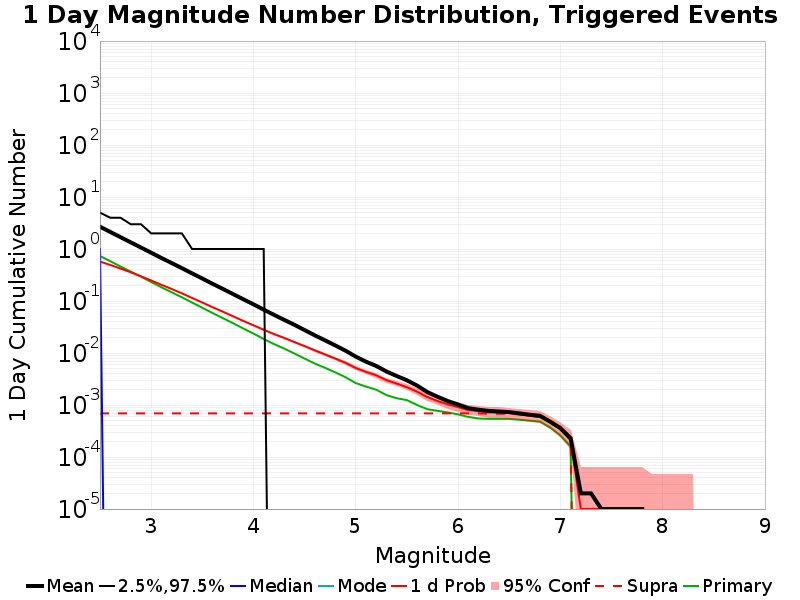 1 Day Magnitude Number Distribution, Triggered Events
10^4
10^3
10^2
10^1
10^0
10^-1
10^-2
10^-3
10^-4
10^-5
1 Day Cumulative Number
3 4 5 6 7 8 9
Magnitude
Mean 2.5%,97.5% Median Mode 1 d Prob 95% Conf Supra Primary